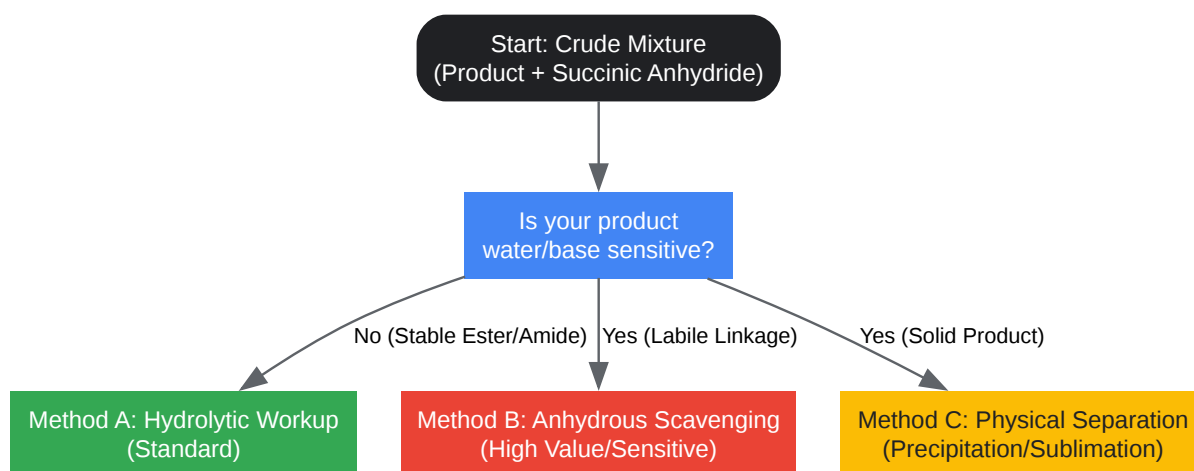 Start: Crude Mixture
(Product + Succinic Anhydride)
Is your product
water/base sensitive?
No (Stable Ester/Amide)
Yes (Labile Linkage)
Yes (Solid Product)
Method A: Hydrolytic Workup
(Standard)
Method B: Anhydrous Scavenging
(High Value/Sensitive)
Method C: Physical Separation
(Precipitation/Sublimation)